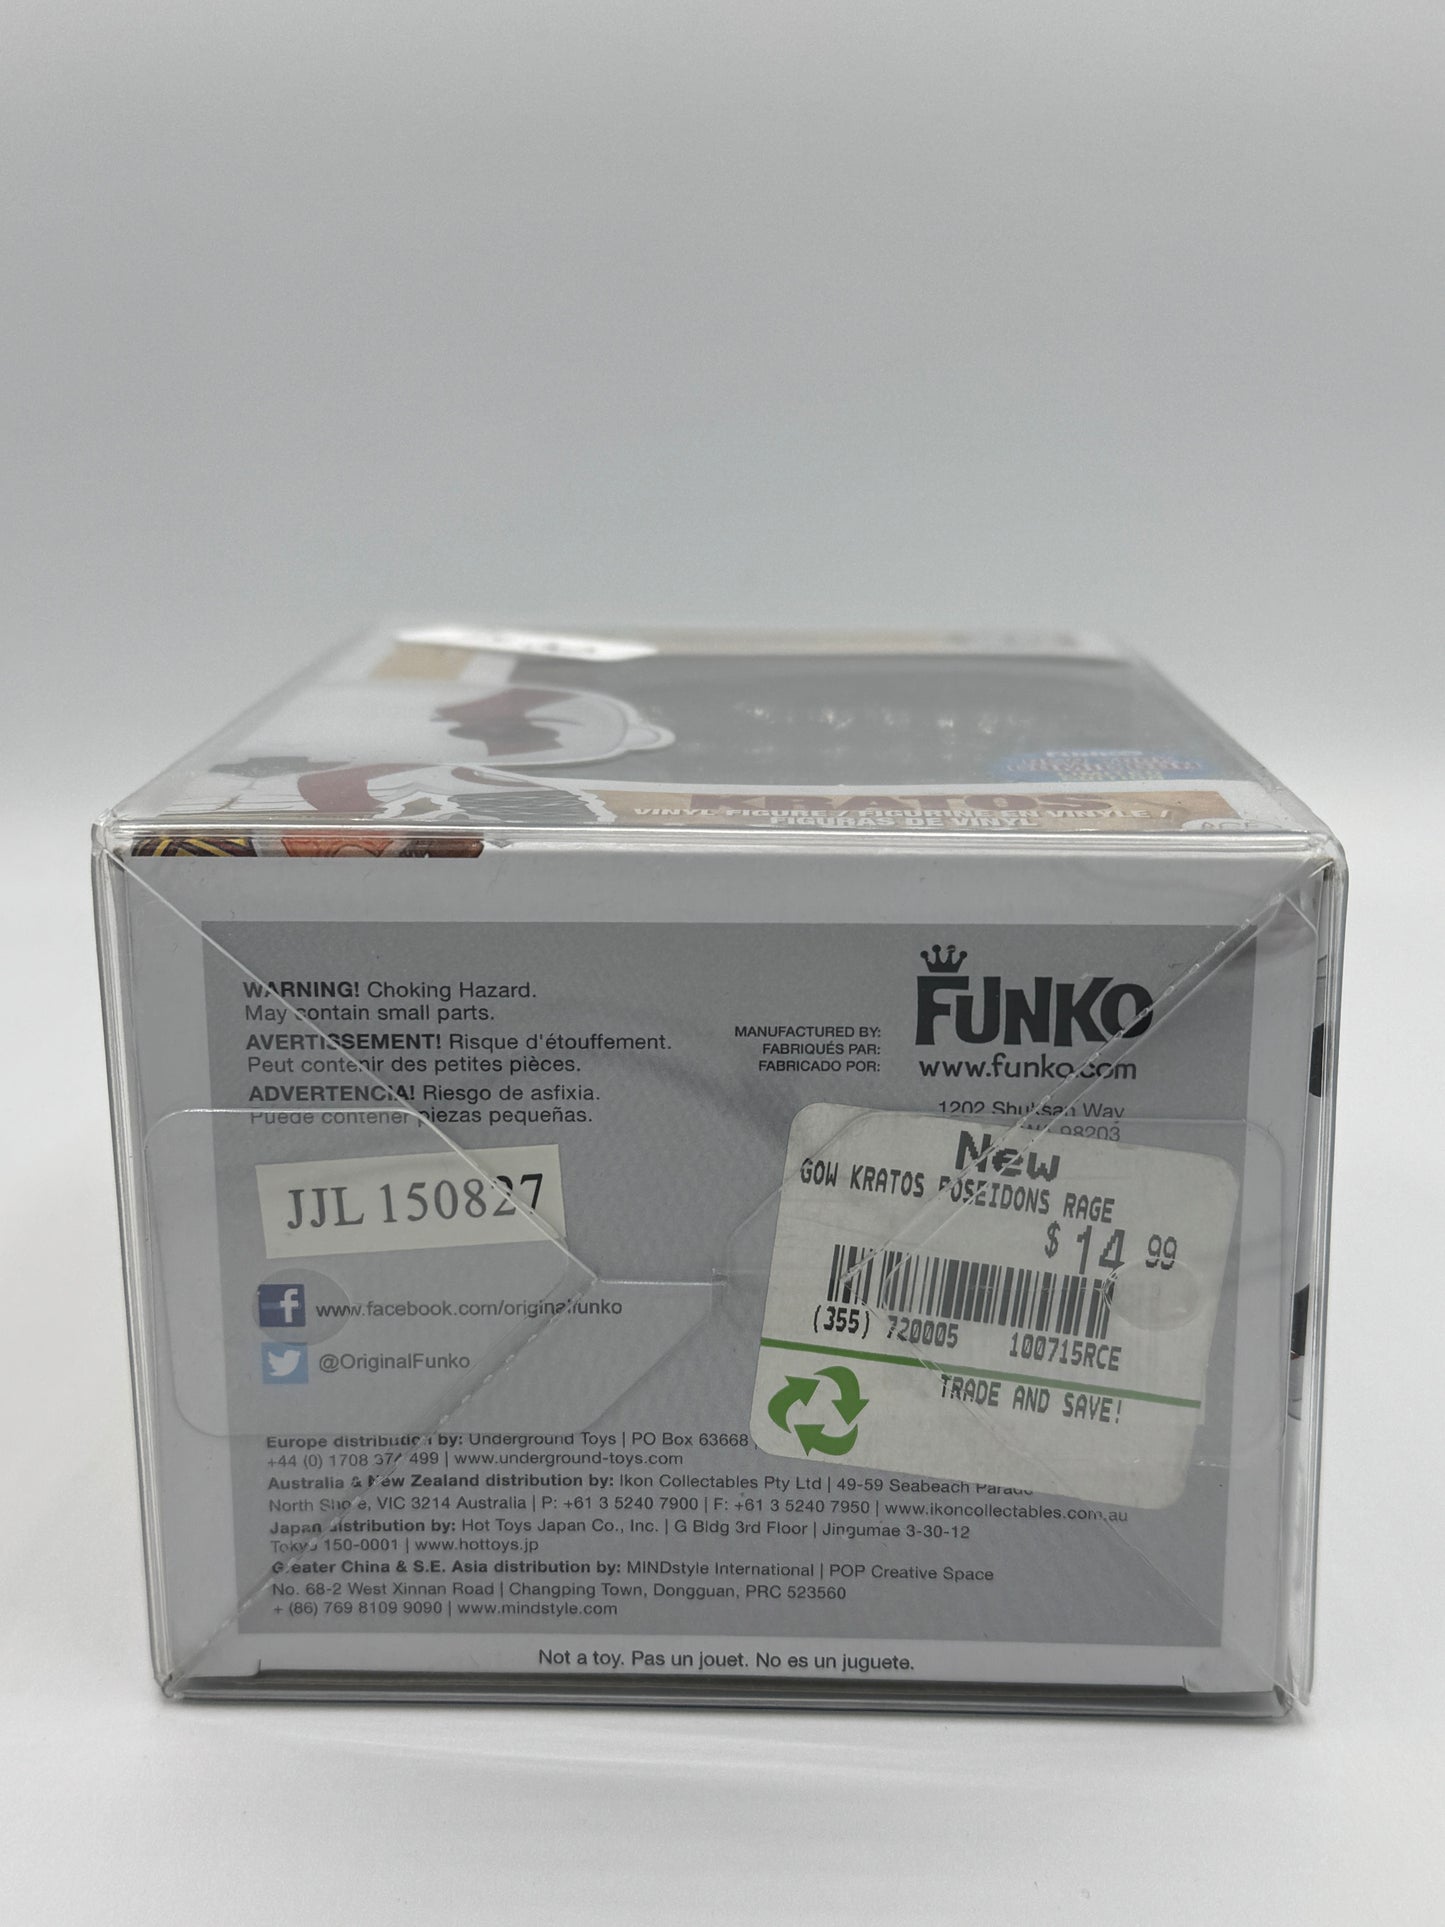 KRATOS
VINYL FIGURE / FIGURINE EN VINYLE /
FIGURAS DE VINYL
WARNING! Choking Hazard.
May contain small parts.
AVERTISSEMENT! Risque d'étouffement.
Peut contenir des petites pièces.
ADVERTENCIA! Riesgo de asfixia.
Puede contener piezas pequeñas.
MANUFACTURED BY:
FABRIQUÉS PAR:
FABRICADO POR:
FUNKO
www.funko.com
1202 Shuksan Way
WA 98203
JJL 150827
New
GOW KRATOS POSEIDONS RAGE
$ 14 99
(355) 720005 100715RCE
TRADE AND SAVE!
f www.facebook.com/originalfunko
@OriginalFunko
Europe distribution by: Underground Toys | PO Box 63668
+44 (0) 1708 374 499 | www.underground-toys.com
Australia & New Zealand distribution by: Ikon Collectables Pty Ltd | 49-59 Seabeach Parade
North Shore, VIC 3214 Australia | P: +61 3 5240 7900 | F: +61 3 5240 7950 | www.ikoncollectables.com.au
Japan distribution by: Hot Toys Japan Co., Inc. | G Bldg 3rd Floor | Jingumae 3-30-12
Tokyo 150-0001 | www.hottoys.jp
Greater China & S.E. Asia distribution by: MINDstyle International | POP Creative Space
No. 68-2 West Xinnan Road | Changping Town, Dongguan, PRC 523560
+ (86) 769 8109 9090 | www.mindstyle.com
Not a toy. Pas un jouet. No es un juguete.